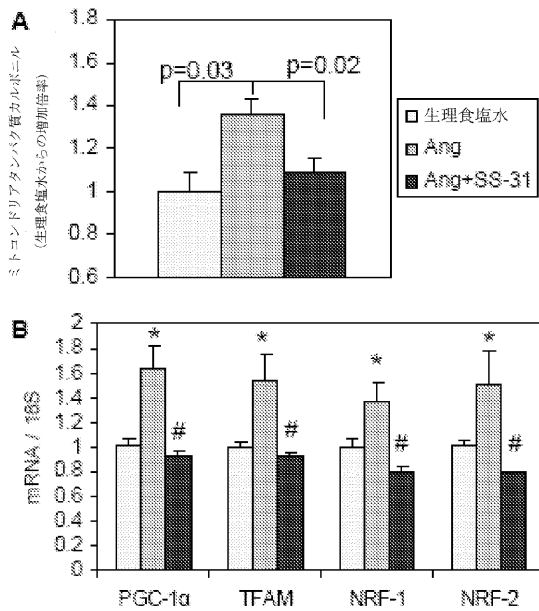 A
ミトコンドリアタンパク質カルボニル
(生理食塩水からの増加倍率)
1.8
1.6
1.4
1.2
1
0.8
0.6
p=0.03
p=0.02
生理食塩水
Ang
Ang+SS-31
B
mRNA / 18S
2
1.8
1.6
1.4
1.2
1
0.8
0.6
0.4
0.2
0
*
#
*
#
*
#
*
#
PGC-1α
TFAM
NRF-1
NRF-2